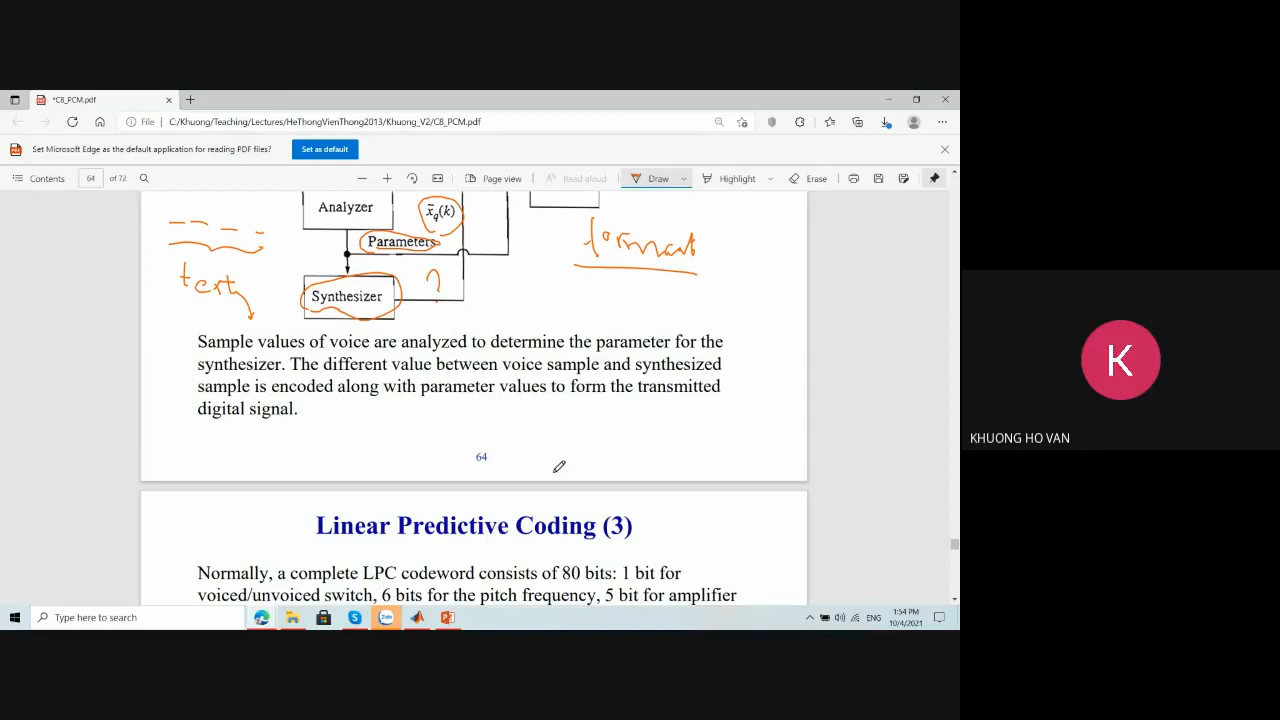 *C8_PCM.pdf
File
C:/Khuong/Teaching/Lectures/HeThongVienThong2013/Khuong_V2/C8_PCM.pdf
Set Microsoft Edge as the default application for reading PDF files?
Set as default
Contents
64
of 72
Page view
Read aloud
Draw
Highlight
Erase
Analyzer
x̃q(k)
Parameters
format
text
?
Synthesizer
Sample values of voice are analyzed to determine the parameter for the
synthesizer. The different value between voice sample and synthesized
sample is encoded along with parameter values to form the transmitted
digital signal.
64
Linear Predictive Coding (3)
Normally, a complete LPC codeword consists of 80 bits: 1 bit for
voiced/unvoiced switch, 6 bits for the pitch frequency, 5 bit for amplifier
K
KHUONG HO VAN
Type here to search
Zalo
ENG
1:54 PM
10/4/2021